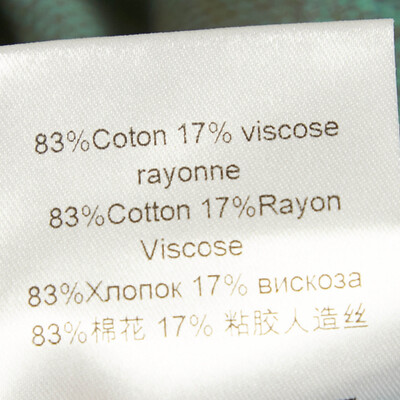 83%Coton 17% viscose
rayonne
83%Cotton 17%Rayon
Viscose
83%Хлопок 17% вискоза
83%棉花 17% 粘胶人造丝